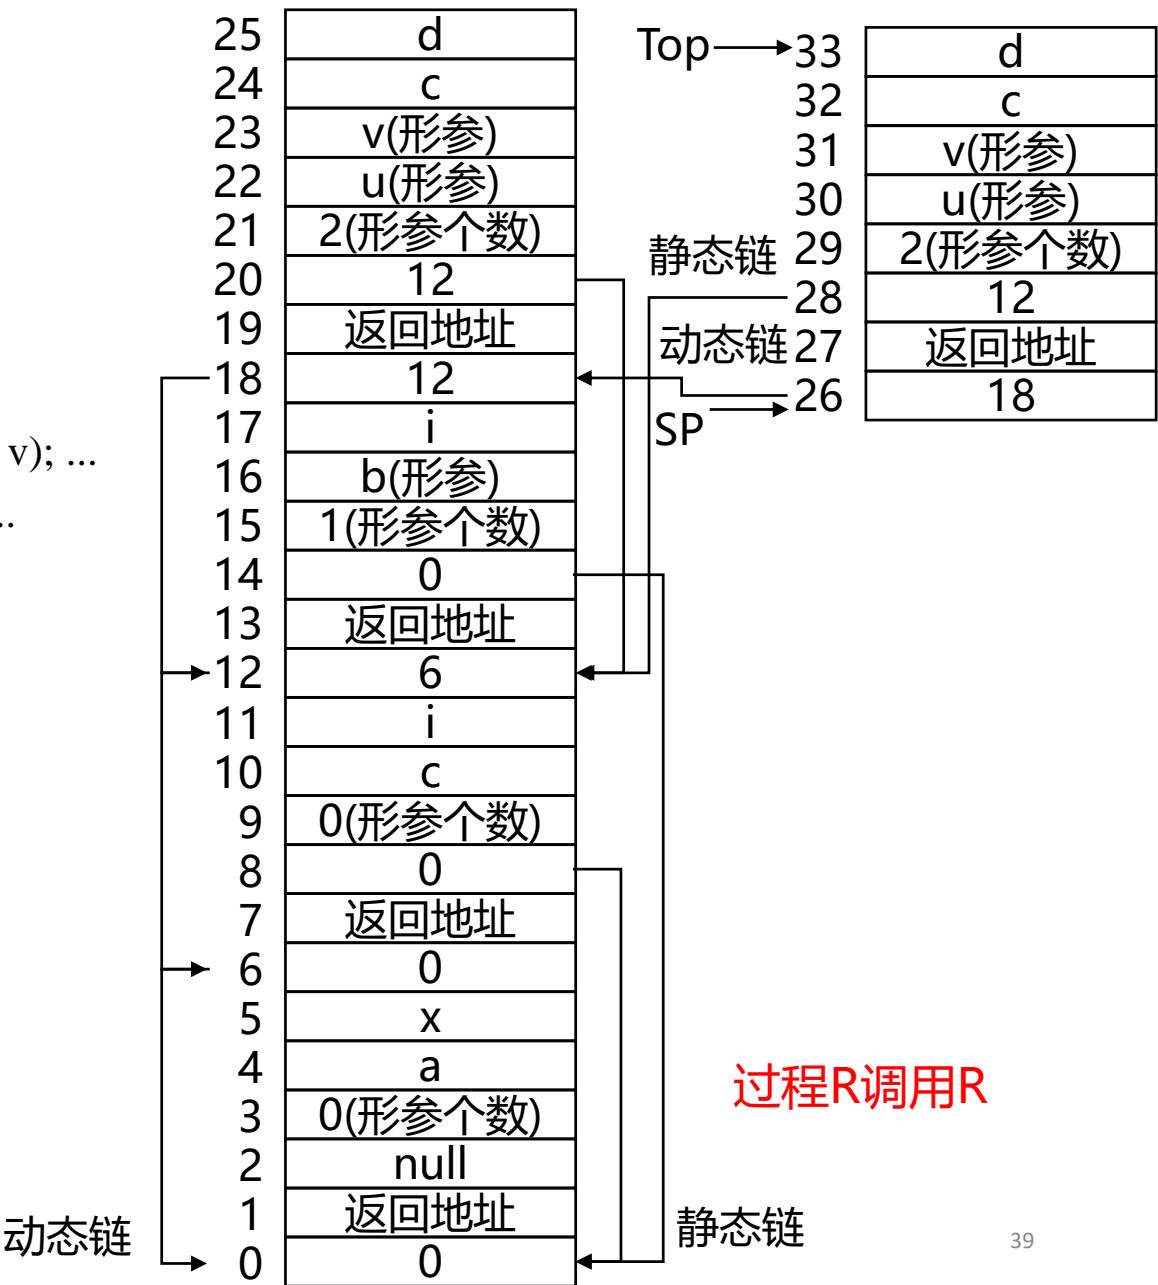 25 d
24 c
23 v(形参)
22 u(形参)
21 2(形参个数)
20 12
19 返回地址
18 12
17 i
16 b(形参)
15 1(形参个数)
14 0
13 返回地址
12 6
11 i
10 c
9 0(形参个数)
8 0
7 返回地址
6 0
5 x
4 a
3 0(形参个数)
2 null
1 返回地址
0 0
v); ...
..
动态链
静态链
Top 33 d
32 c
31 v(形参)
30 u(形参)
静态链 29 2(形参个数)
28 12
动态链 27 返回地址
26 18
SP
过程R调用R
39